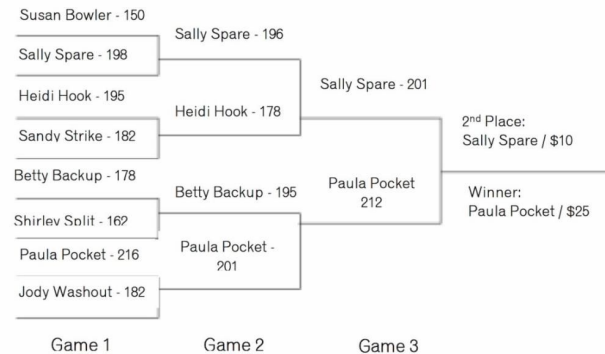 Susan Bowler - 150
Sally Spare - 198
Heidi Hook - 195
Sandy Strike - 182
Betty Backup - 178
Shirley Split - 162
Paula Pocket - 216
Jody Washout - 182
Game 1
Sally Spare - 196
Heidi Hook - 178
Betty Backup - 195
Paula Pocket -
201
Game 2
Sally Spare - 201
Paula Pocket
212
Game 3
2nd Place:
Sally Spare / $10
Winner:
Paula Pocket / $25